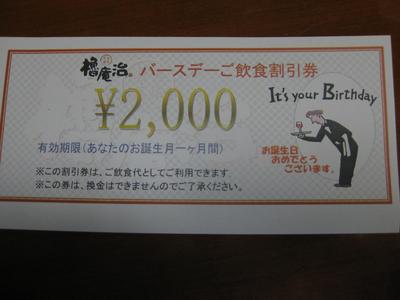 櫓庵治。 バースデーご飲食割引券
¥2,000
It's your Birthday
有効期限(あなたのお誕生月一ヶ月間)
お誕生日
おめでとう
ございます。
※この割引券は、ご飲食代としてご利用できます
※この券は、換金はできませんのでご了承ください。